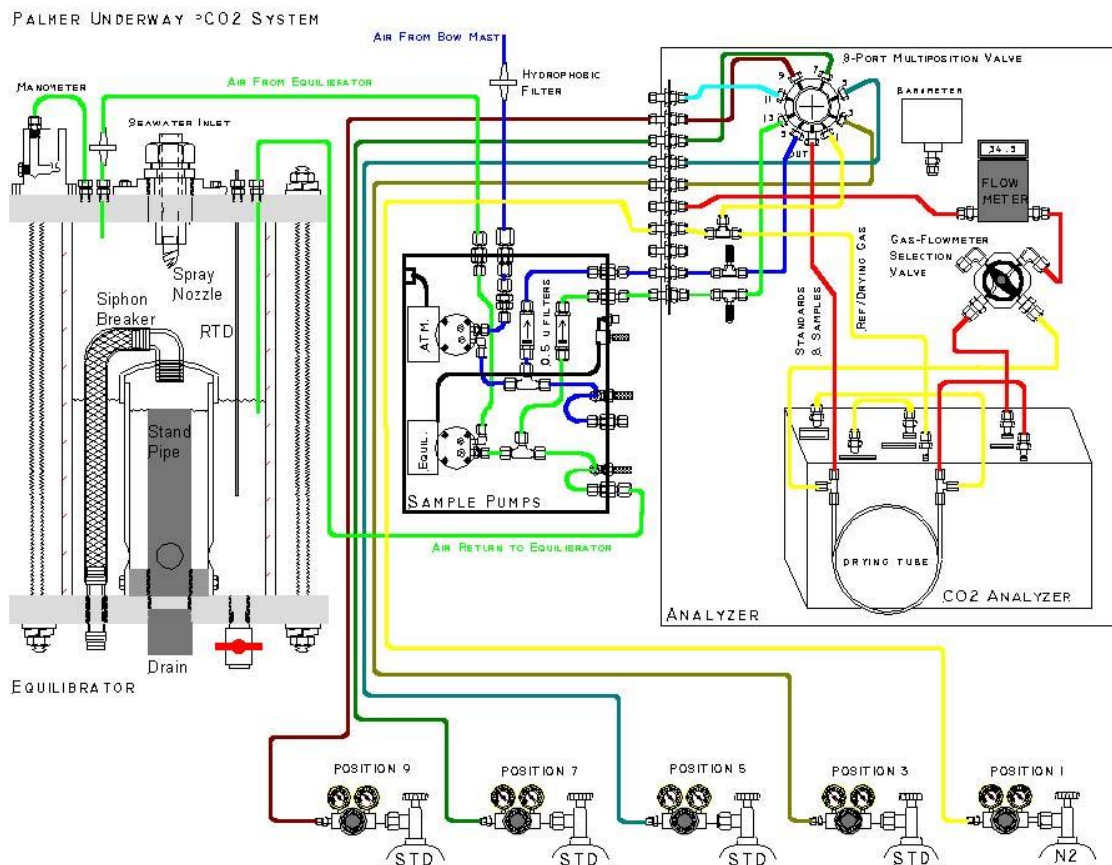 PALMER UNDERWAY PCO2 SYSTEM
AIR FROM BOW MAST
9-PORT MULTIPOSITION VALVE
HYDROPHOBIC
FILTER
AIR FROM EQUILIBRATOR
MANOMETER
SEAWATER INLET
BAROMETER
9
7
5
11
3
13
1
OUT
34.5
FLOW
METER
GAS-FLOWMETER
SELECTION
VALVE
Spray
Nozzle
Siphon
Breaker
RTD
ATM.
0.5 u FILTERS
STANDARDS
& SAMPLES
REF/DRYING GAS
Stand
Pipe
EQUIL.
SAMPLE PUMPS
AIR RETURN TO EQUILIBRATOR
DRYING TUBE
CO2 ANALYZER
ANALYZER
Drain
EQUILIBRATOR
POSITION 9
POSITION 7
POSITION 5
POSITION 3
POSITION 1
STD
STD
STD
STD
N2